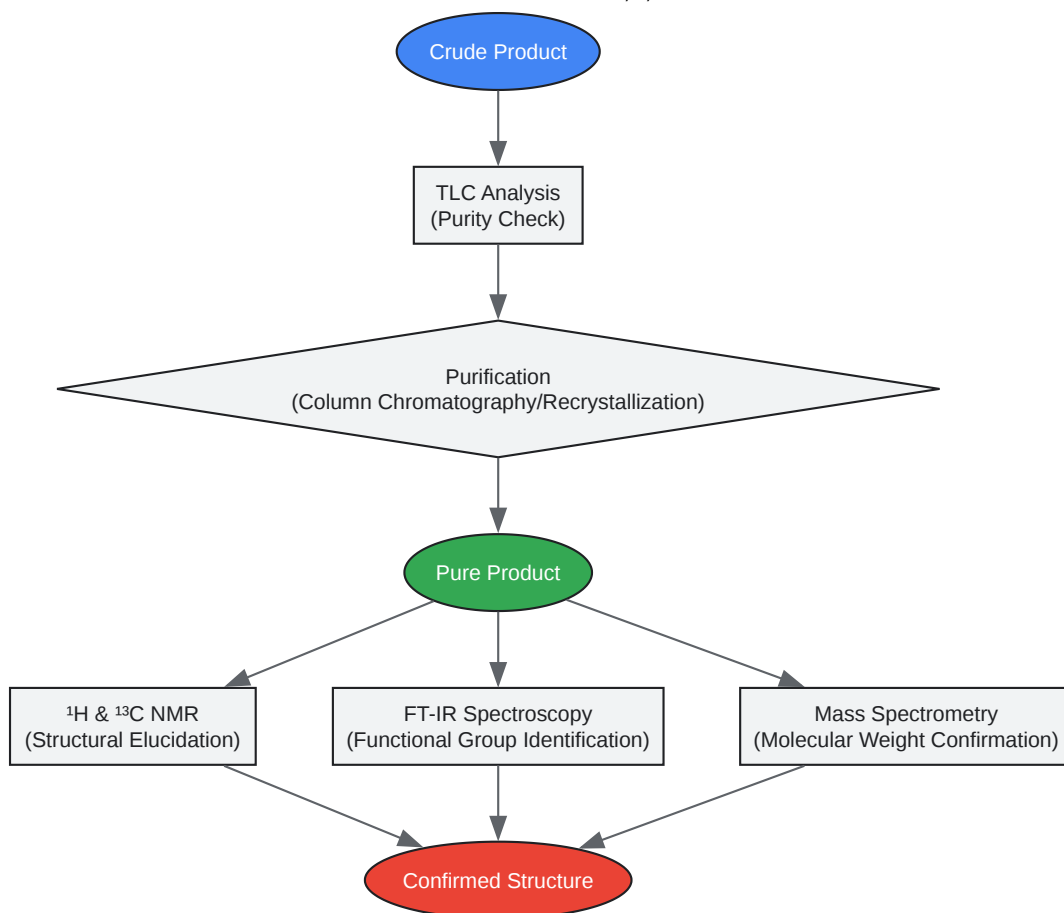 Crude Product
TLC Analysis
(Purity Check)
Purification
(Column Chromatography/Recrystallization)
Pure Product
¹H & ¹³C NMR
(Structural Elucidation)
FT-IR Spectroscopy
(Functional Group Identification)
Mass Spectrometry
(Molecular Weight Confirmation)
Confirmed Structure